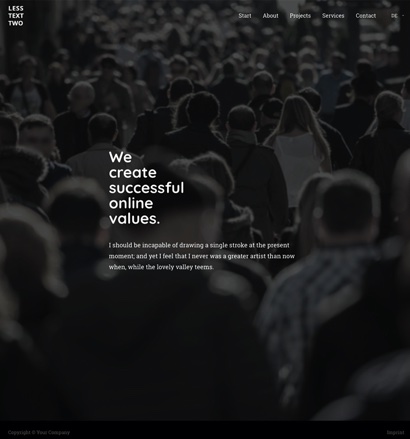 LESS
TEXT
TWO
Start About Projects Services Contact DE
We
create
successful
online
values.
I should be incapable of drawing a single stroke at the present
moment; and yet I feel that I never was a greater artist than now
when, while the lovely valley teems.
Copyright © Your Company Imprint